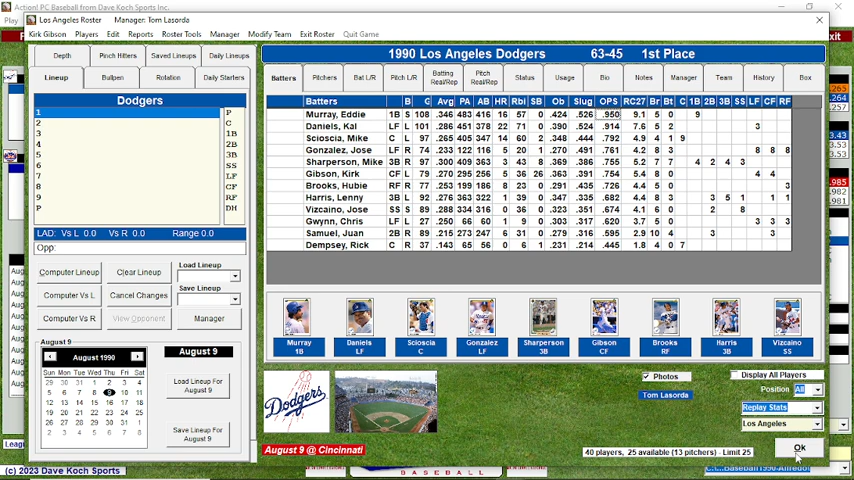 Action! PC Baseball from Dave Koch Sports Inc.
Play
Los Angeles Roster Manager: Tom Lasorda
Kirk Gibson Players Edit Reports Roster Tools Manager Modify Team Exit Roster Quit Game
Depth Pinch Hitters Saved Lineups Daily Lineups
Lineup Bullpen Rotation Daily Starters
1990 Los Angeles Dodgers 63-45 1st Place
Batters Pitchers Bat L/R Pitch L/R Batting Real/Rep Pitch Real/Rep Status Usage Bio Notes Manager Team History Box
Dodgers
1 P
2 C
3 1B
4 2B
5 3B
6 SS
7 LF
8 CF
9 RF
P DH
LAD: Vs L 0.0 Vs R 0.0 Range 0.0
Opp:
Batters B G Avg PA AB HR Rbi SB Ob Slug OPS RC27 Br Bt C 1B 2B 3B SS LF CF RF
Murray, Eddie 1B S 108 .346 483 416 16 57 0 .424 .526 .950 9.1 5 0 9
Daniels, Kal LF L 101 .286 451 378 22 71 0 .390 .524 .914 7.6 5 2 3
Scioscia, Mike C L 97 .265 405 347 14 60 2 .348 .444 .792 4.9 4 1 9
Gonzalez, Jose LF R 74 .233 122 116 5 20 1 .270 .491 .761 4.2 8 3 8 8 8
Sharperson, Mike 3B R 97 .300 409 363 3 43 8 .369 .386 .755 5.2 7 7 4 2 4 3
Gibson, Kirk CF L 79 .270 295 256 5 36 26 .363 .391 .754 5.4 8 0 4 4
Brooks, Hubie RF R 77 .253 199 186 8 23 0 .291 .435 .726 4.4 5 0 3
Harris, Lenny 3B L 92 .276 363 322 1 39 0 .347 .335 .682 4.4 8 7 3 5 1 1 1
Vizcaino, Jose SS S 89 .288 334 316 0 36 0 .323 .351 .674 4.1 6 0 2 8
Gwynn, Chris LF L 27 .250 66 60 1 9 0 .303 .317 .620 3.7 5 0 3 3 3
Samuel, Juan 2B R 89 .215 273 247 6 31 0 .279 .316 .595 2.9 10 4 3 3
Dempsey, Rick C R 37 .143 65 56 0 6 1 .231 .214 .445 1.8 4 0 7
Computer Lineup Clear Lineup Load Lineup
Computer Vs L Cancel Changes Save Lineup
Computer Vs R View Opponent Manager
Murray 1B
Daniels LF
Scioscia C
Gonzalez LF
Sharperson 3B
Gibson CF
Brooks RF
Harris 3B
Vizcaino SS
August 9
August 1990
Sun Mon Tue Wed Thu Fri Sat
29 30 31 1 2 3 4
5 6 7 8 9 10 11
12 13 14 15 16 17 18
19 20 21 22 23 24 25
26 27 28 29 30 31 1
2 3 4 5 6 7 8
August 9
Load Lineup For August 9
Save Lineup For August 9
Dodgers
August 9 @ Cincinnati
Photos
Tom Lasorda
Display All Players
Position All
Replay Stats
Los Angeles
Ok
40 players, 25 available (13 pitchers) - Limit 25
(c) 2023 Dave Koch Sports
BASEBALL